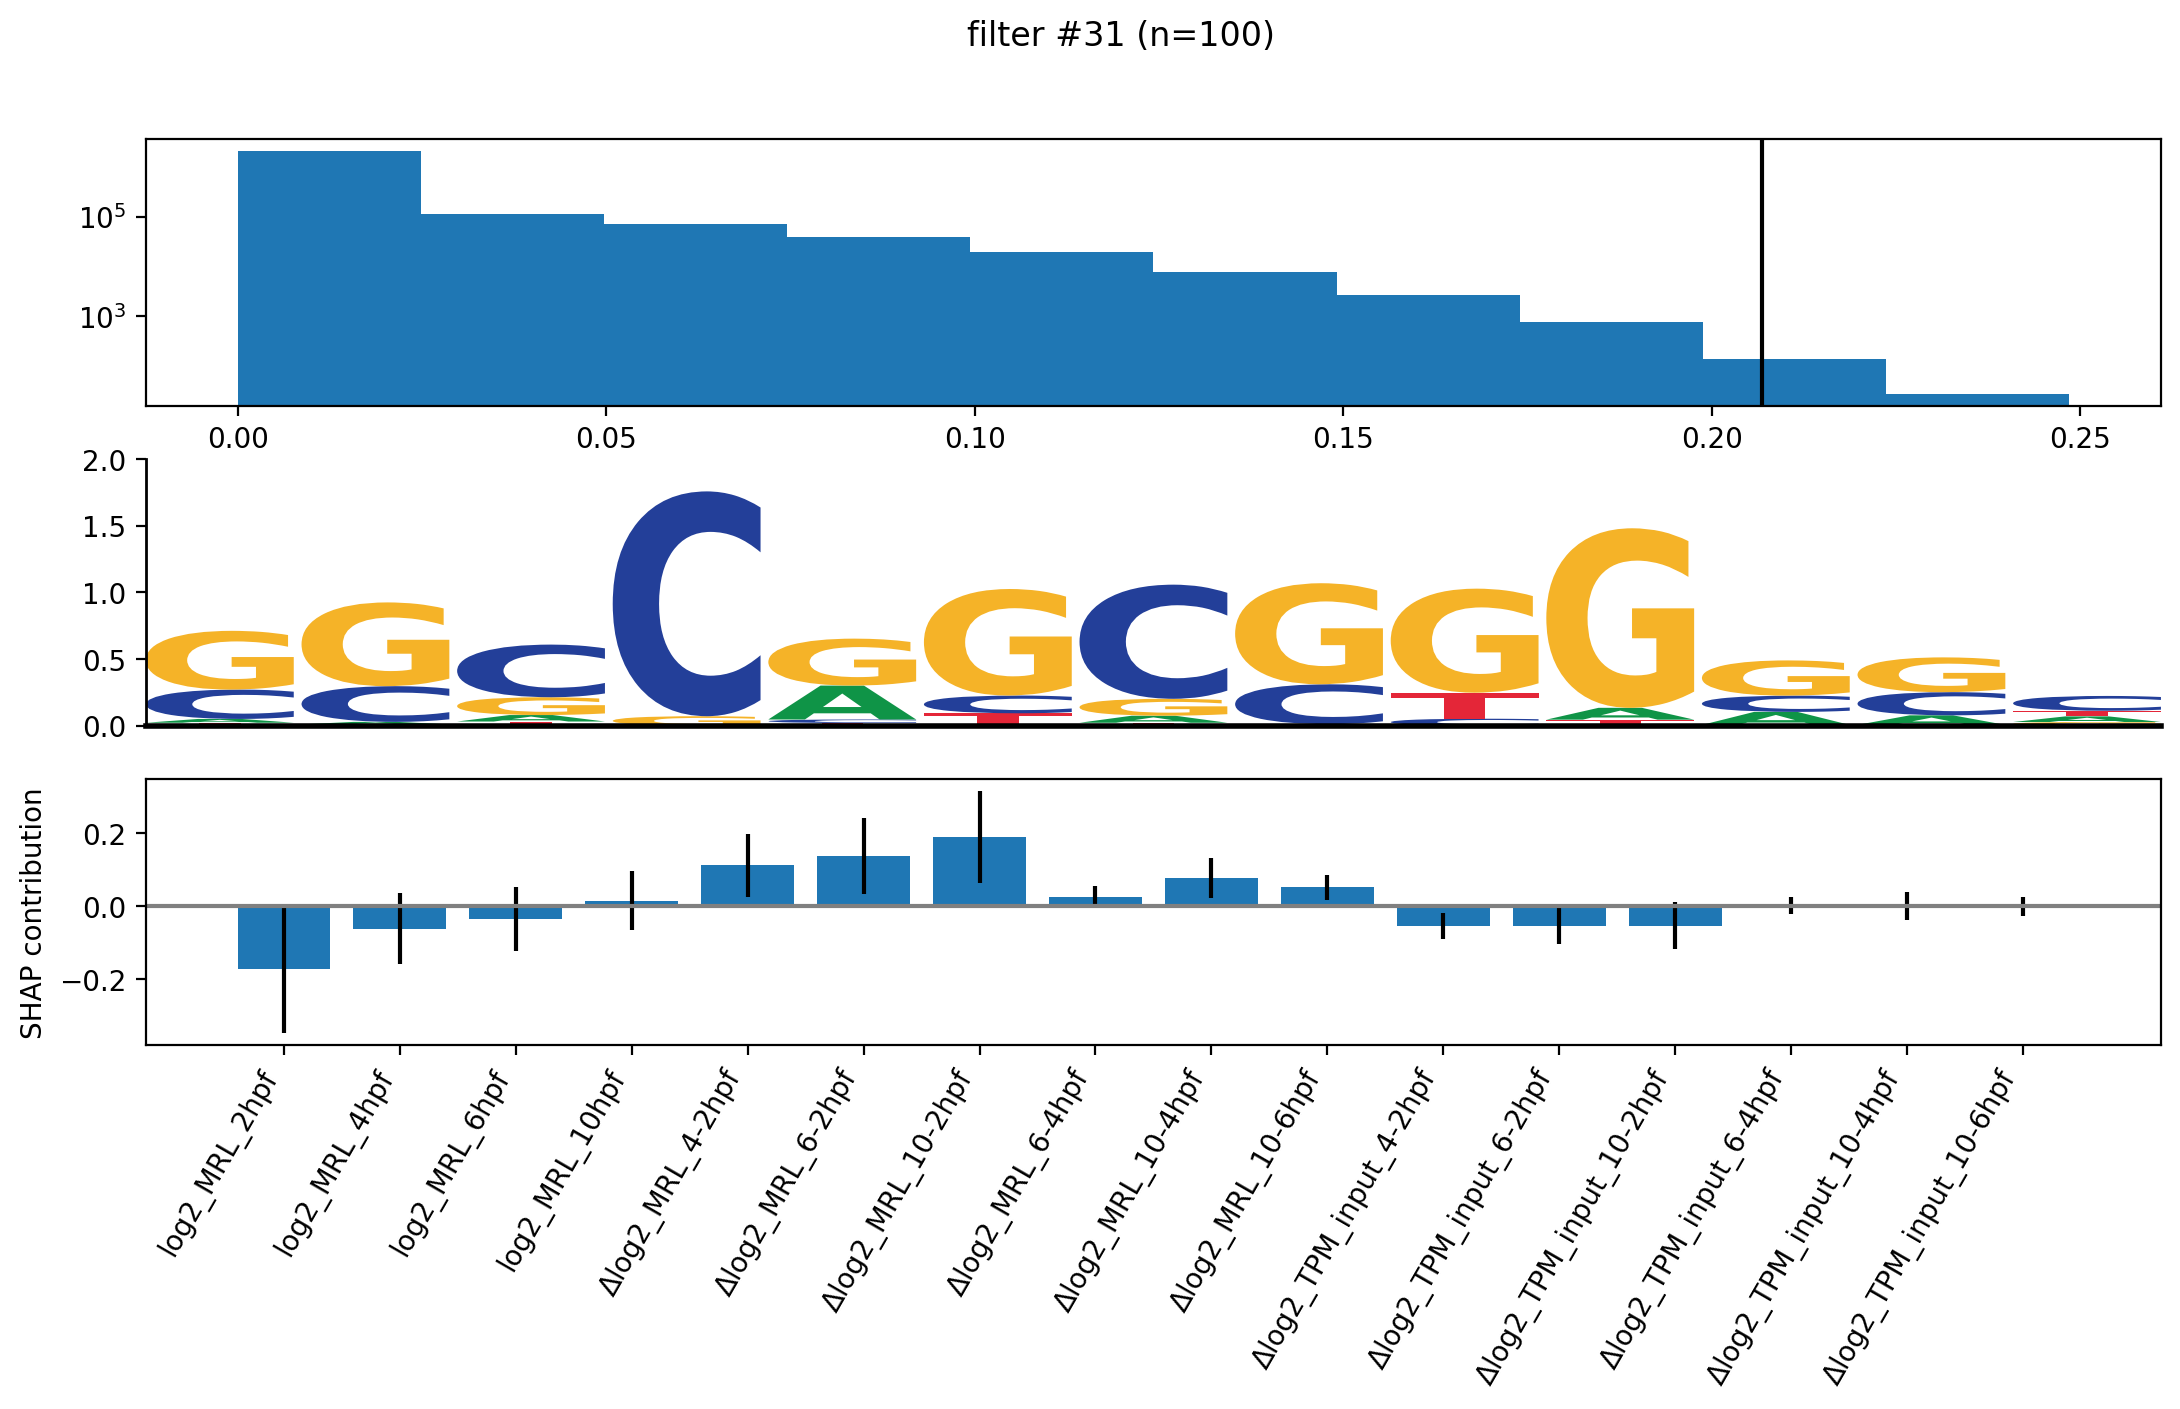 filter #31 (n=100)
10^5
10^3
0.00 0.05 0.10 0.15 0.20 0.25
2.0
1.5
1.0
0.5
0.0
G G C C G G C G G G G G C
C C G G A C G C T A C C T
A A T C T A C T A A A
SHAP contribution
0.2
0.0
−0.2
log2_MRL_2hpf
log2_MRL_4hpf
log2_MRL_6hpf
log2_MRL_10hpf
Δlog2_MRL_4-2hpf
Δlog2_MRL_6-2hpf
Δlog2_MRL_10-2hpf
Δlog2_MRL_6-4hpf
Δlog2_MRL_10-4hpf
Δlog2_MRL_10-6hpf
Δlog2_TPM_input_4-2hpf
Δlog2_TPM_input_6-2hpf
Δlog2_TPM_input_10-2hpf
Δlog2_TPM_input_6-4hpf
Δlog2_TPM_input_10-4hpf
Δlog2_TPM_input_10-6hpf